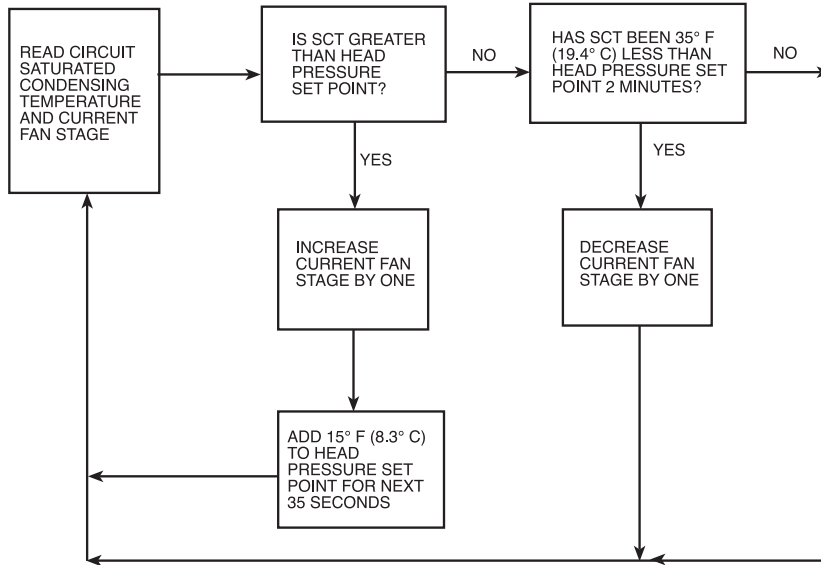 READ CIRCUIT
SATURATED
CONDENSING
TEMPERATURE
AND CURRENT
FAN STAGE
IS SCT GREATER
THAN HEAD
PRESSURE
SET POINT?
NO
HAS SCT BEEN 35° F
(19.4° C) LESS THAN
HEAD PRESSURE SET
POINT 2 MINUTES?
NO
YES
YES
INCREASE
CURRENT FAN
STAGE BY ONE
DECREASE
CURRENT FAN
STAGE BY ONE
ADD 15° F (8.3° C)
TO HEAD
PRESSURE SET
POINT FOR NEXT
35 SECONDS